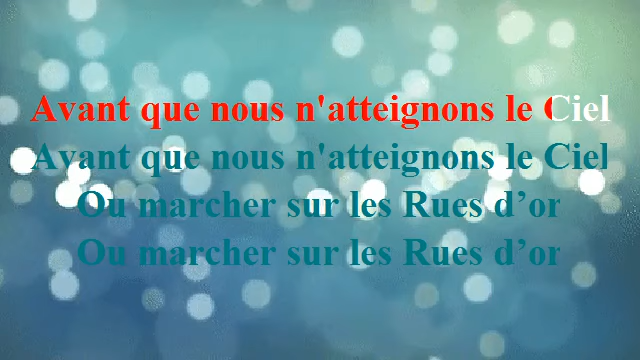 Avant que nous n'atteignons le Ciel
Avant que nous n'atteignons le Ciel
Ou marcher sur les Rues d’or
Ou marcher sur les Rues d’or